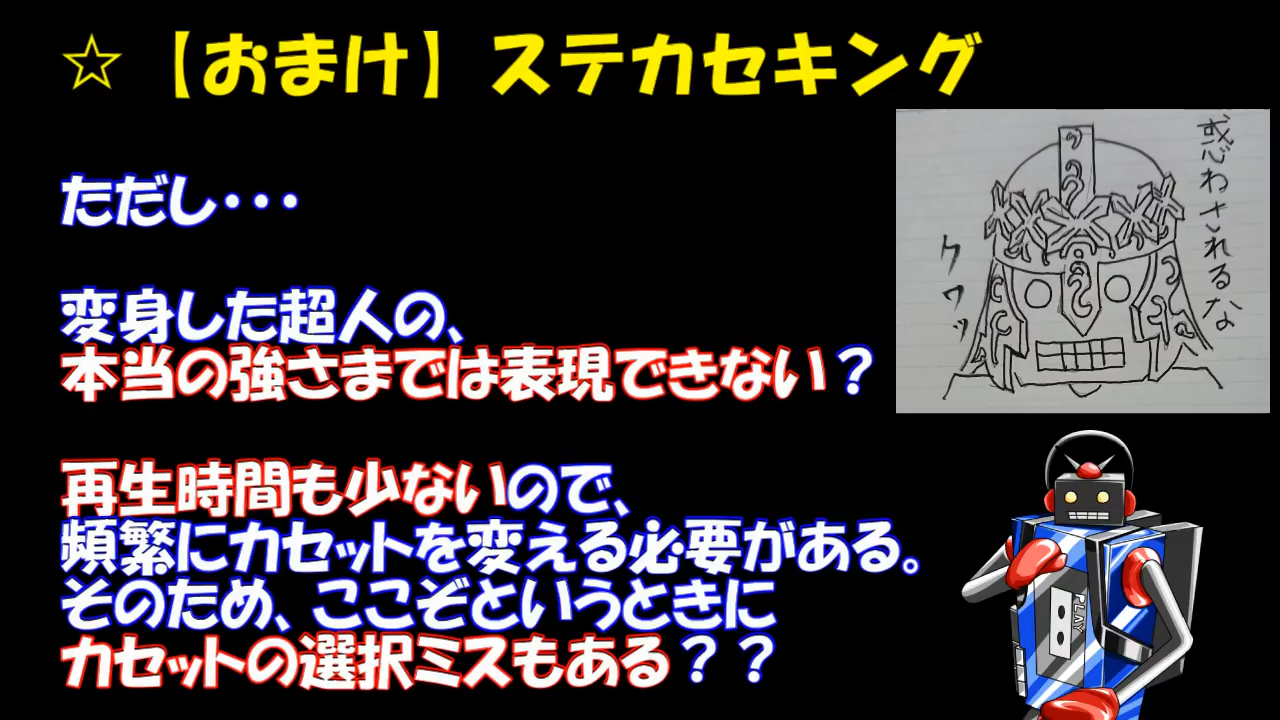 ☆【おまけ】ステカセキング
ただし・・・
変身した超人の、
本当の強さまでは表現できない？
再生時間も少ないので、
頻繁にカセットを変える必要がある。
そのため、ここぞというときに
カセットの選択ミスもある？？
惑わされるな
クワッ
PLAY